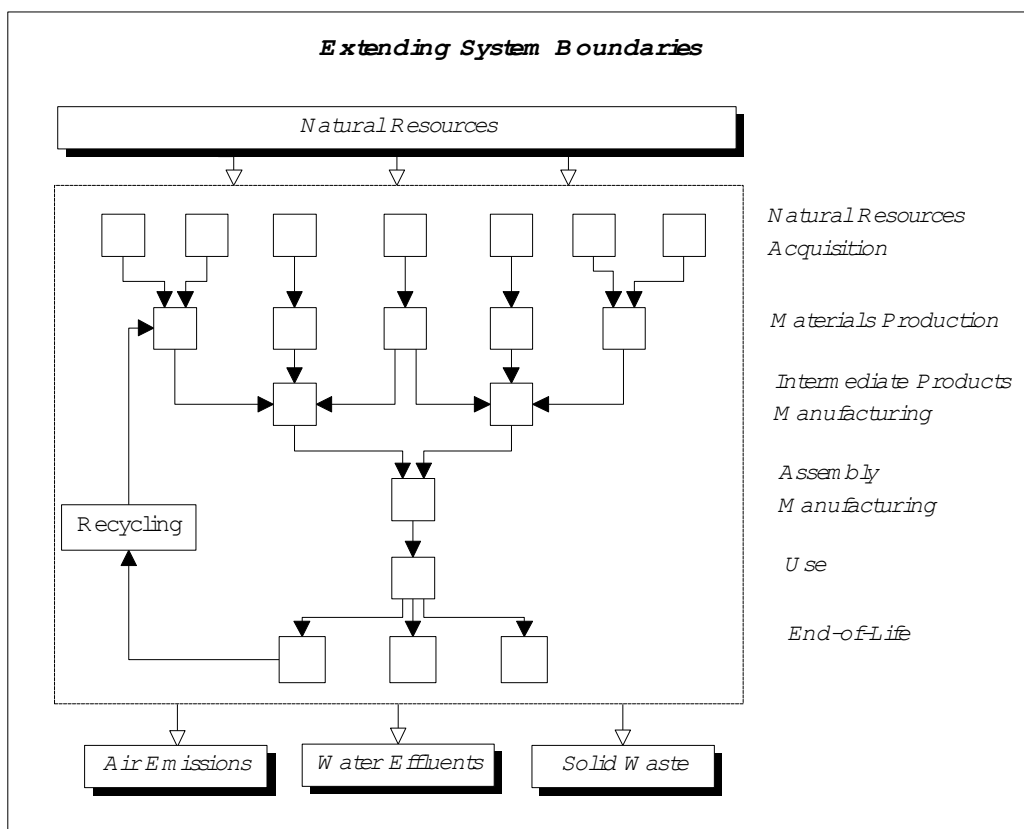 Extending System Boundaries
Natural Resources
Natural Resources
Acquisition
Materials Production
Intermediate Products
Manufacturing
Assembly
Manufacturing
Recycling
Use
End-of-Life
Air Emissions
Water Effluents
Solid Waste